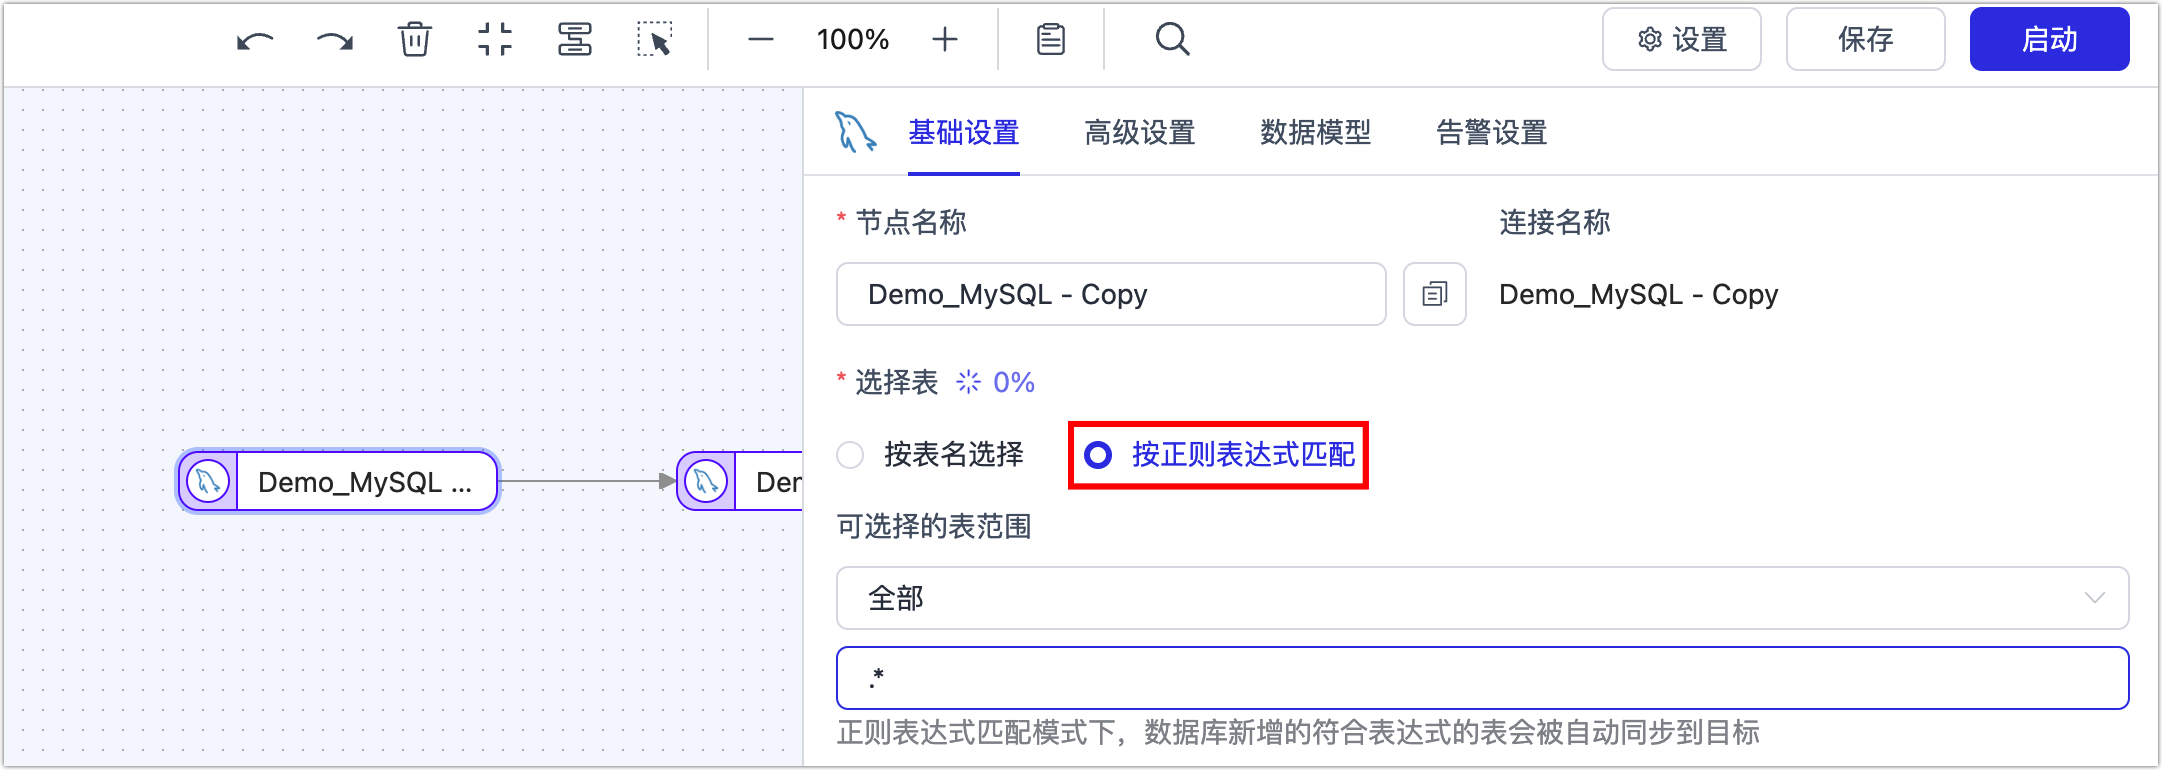 100%
设置
保存
启动
基础设置
高级设置
数据模型
告警设置
* 节点名称
连接名称
Demo_MySQL - Copy
Demo_MySQL - Copy
* 选择表 0%
按表名选择
按正则表达式匹配
Demo_MySQL ...
Dem
可选择的表范围
全部
.*
正则表达式匹配模式下，数据库新增的符合表达式的表会被自动同步到目标